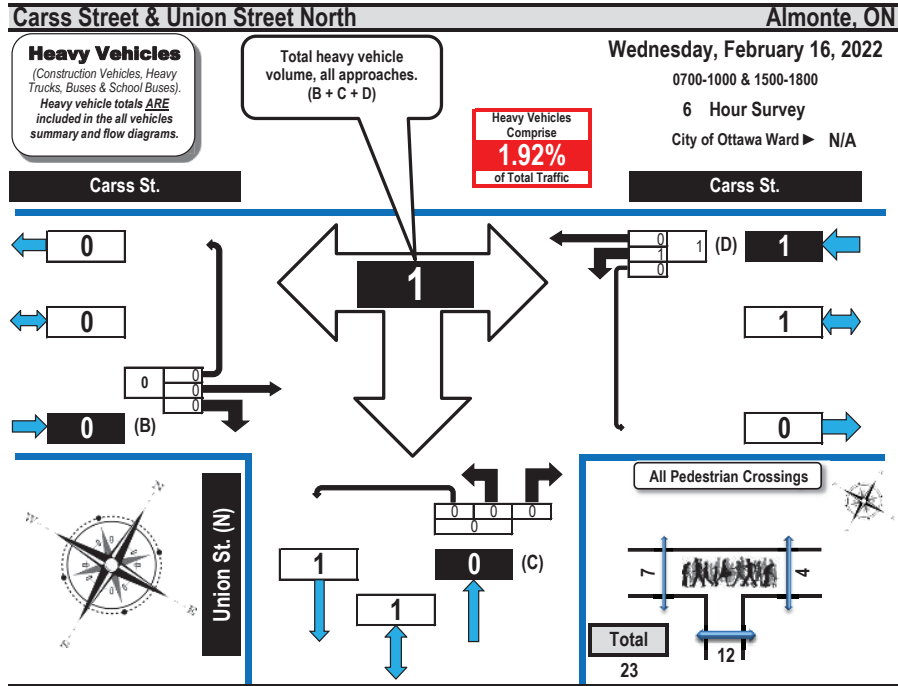 Carss Street & Union Street North
Almonte, ON
Heavy Vehicles
(Construction Vehicles, Heavy
Trucks, Buses & School Buses).
Heavy vehicle totals ARE
included in the all vehicles
summary and flow diagrams.
Total heavy vehicle
volume, all approaches.
(B + C + D)
Wednesday, February 16, 2022
0700-1000 & 1500-1800
6 Hour Survey
City of Ottawa Ward ► N/A
Heavy Vehicles
Comprise
1.92%
of Total Traffic
Carss St.
Carss St.
0
0
0
0
0
0
0 (B)
1
0
1
0
1
(D)
1
1
0
Union St. (N)
N
E
S
W
0 0 0
0
1
0 (C)
1
All Pedestrian Crossings
7
4
12
Total
23